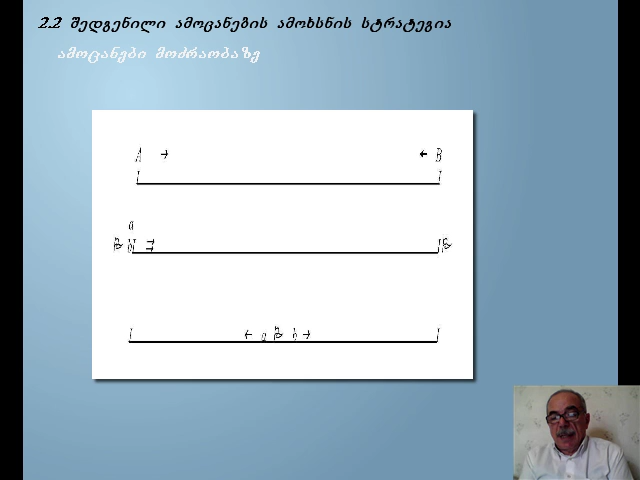 2.2 შედგენილი ამოცანების ამოხსნის სტრატეგია
ამოცანები მოძრაობაზე
A → ← B
a
b
← a b →